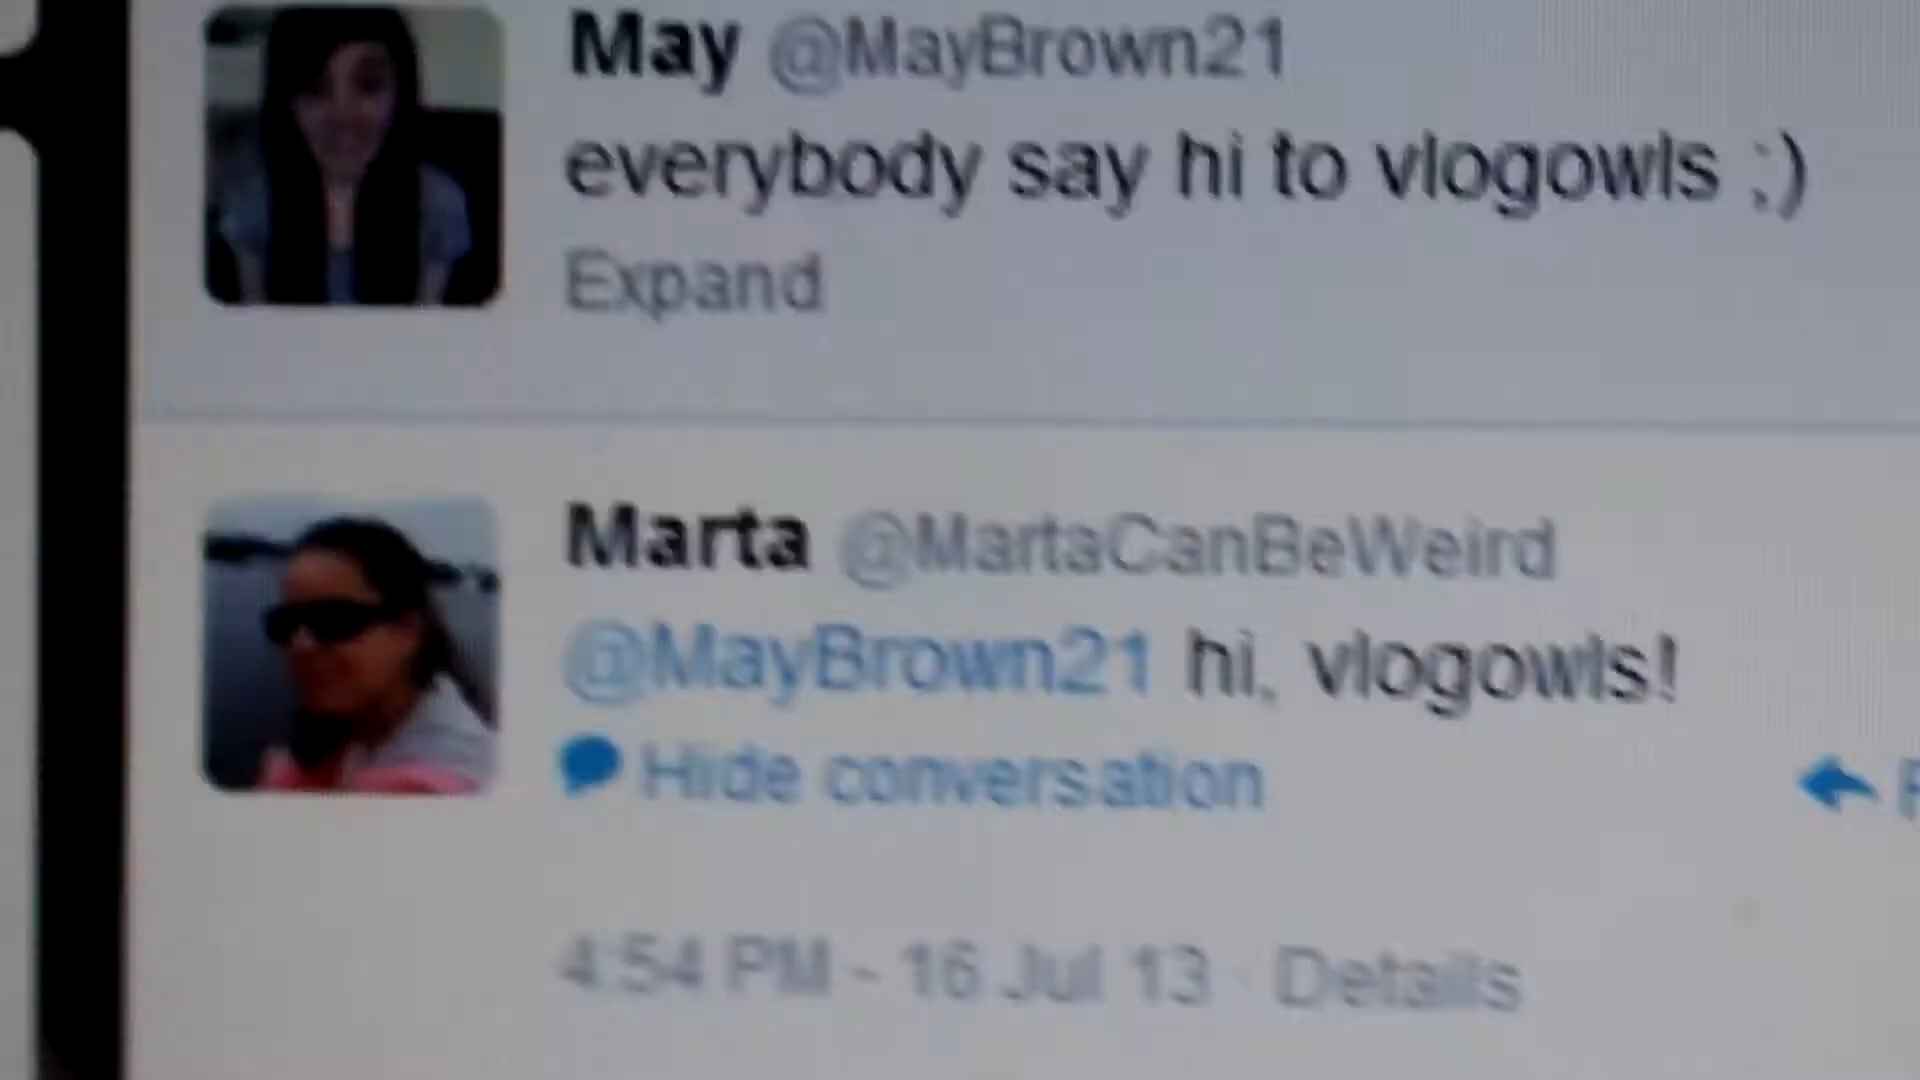 May @MayBrown21
everybody say hi to vlogowls ;)
Expand
Marta @MartaCanBeWeird
@MayBrown21 hi, vlogowls!
Hide conversation
4:54 PM - 16 Jul 13 · Details